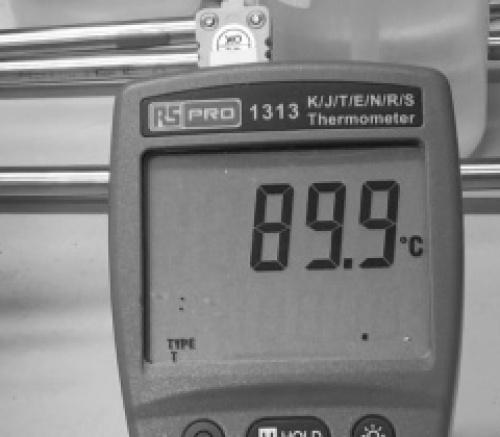 RS PRO 1313 K/J/T/E/N/R/S
Thermometer
89.9 °C
TYPE
T
HOLD